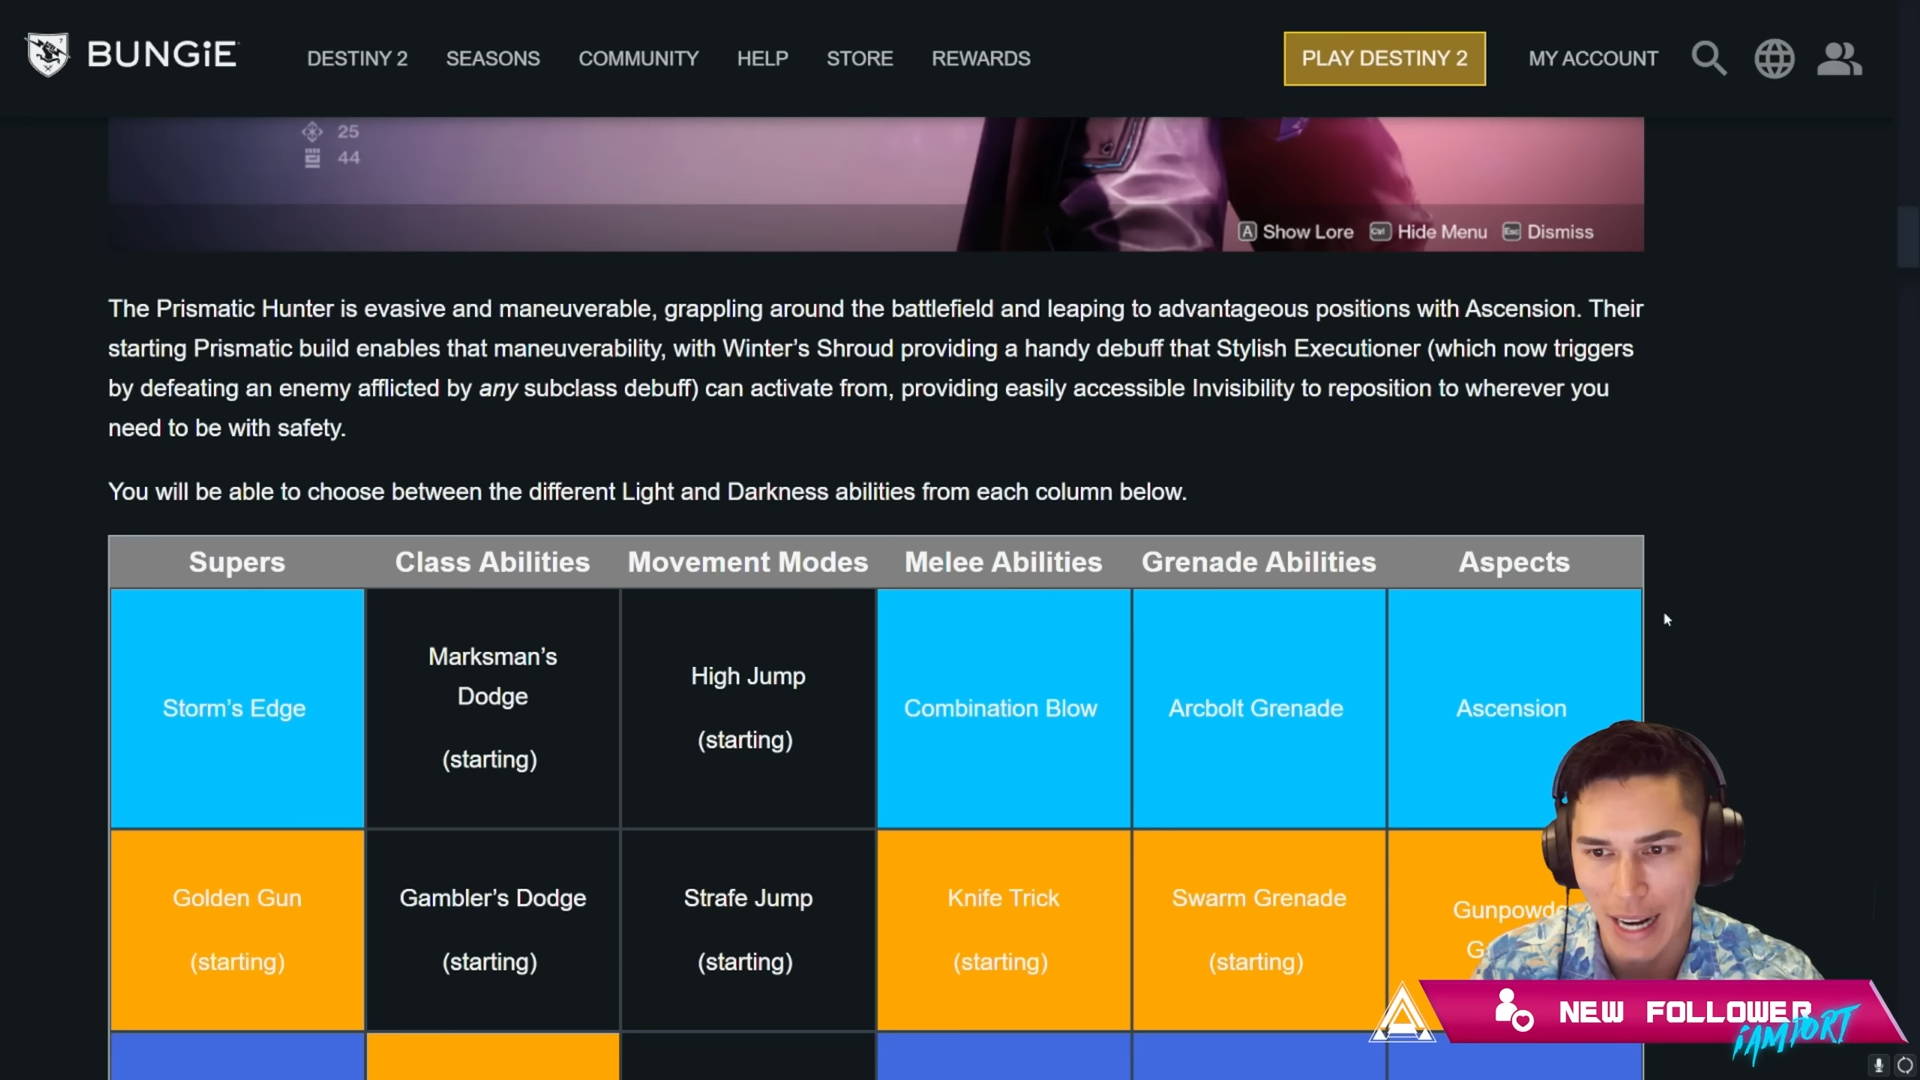 BUNGiE
DESTINY 2
SEASONS
COMMUNITY
HELP
STORE
REWARDS
PLAY DESTINY 2
MY ACCOUNT
25
44
A Show Lore
Ctrl Hide Menu
Esc Dismiss
The Prismatic Hunter is evasive and maneuverable, grappling around the battlefield and leaping to advantageous positions with Ascension. Their
starting Prismatic build enables that maneuverability, with Winter’s Shroud providing a handy debuff that Stylish Executioner (which now triggers
by defeating an enemy afflicted by any subclass debuff) can activate from, providing easily accessible Invisibility to reposition to wherever you
need to be with safety.
You will be able to choose between the different Light and Darkness abilities from each column below.
Supers
Class Abilities
Movement Modes
Melee Abilities
Grenade Abilities
Aspects
Storm’s Edge
Marksman’s
Dodge
(starting)
High Jump
(starting)
Combination Blow
Arcbolt Grenade
Ascension
Golden Gun
(starting)
Gambler’s Dodge
(starting)
Strafe Jump
(starting)
Knife Trick
(starting)
Swarm Grenade
(starting)
NEW FOLLOWER
iAMFORT